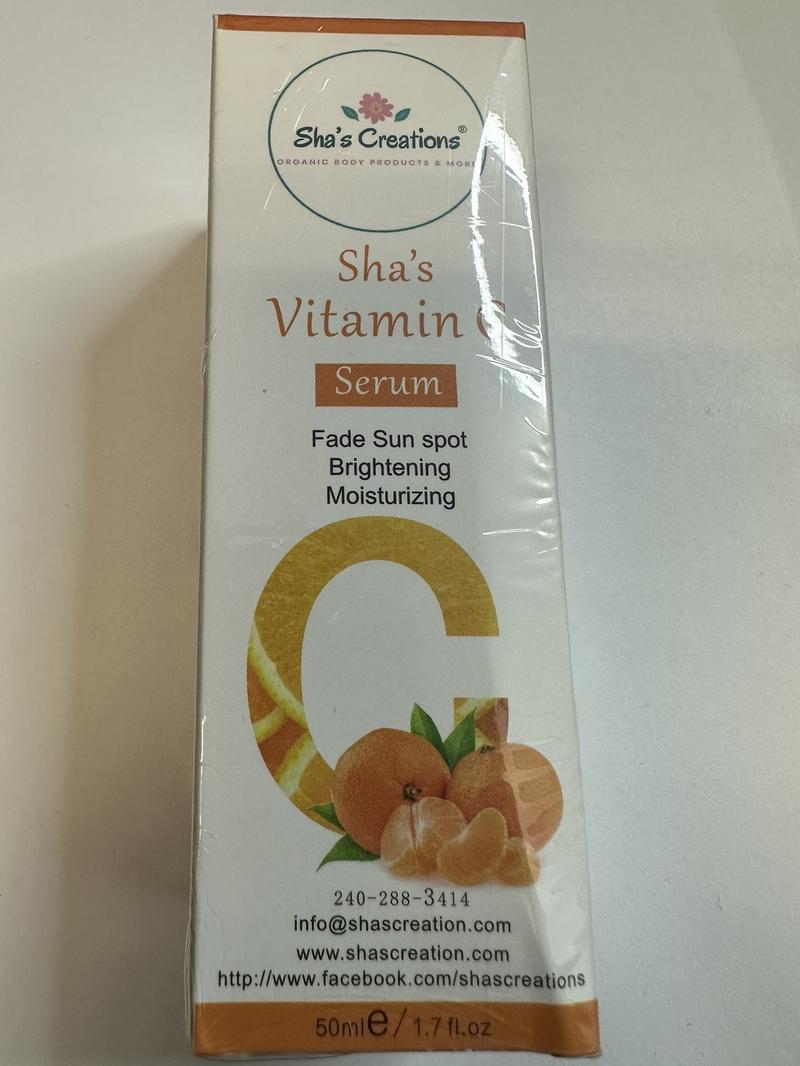 Sha's Creations®
ORGANIC BODY PRODUCTS & MORE
Sha's
Vitamin C
Serum
Fade Sun spot
Brightening
Moisturizing
C
240-288-3414
info@shascreation.com
www.shascreation.com
http://www.facebook.com/shascreations
50ml e / 1.7 fl.oz